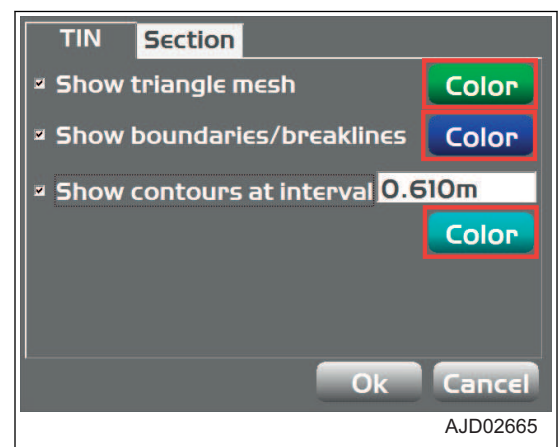 TIN Section
Show triangle mesh Color
Show boundaries/breaklines Color
Show contours at interval 0.610m
Color
Ok Cancel
AJD02665